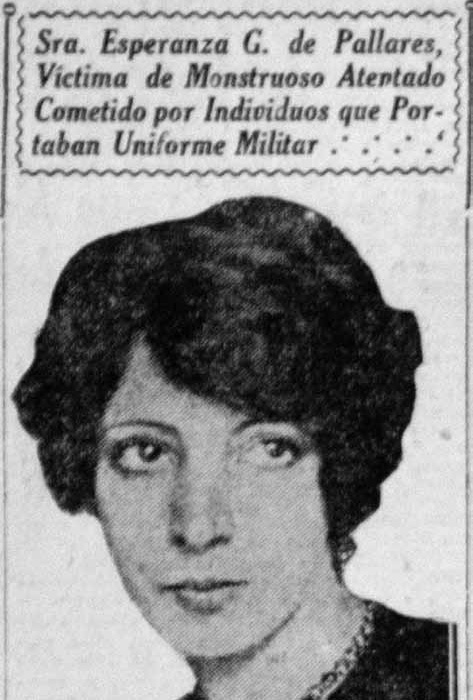 Sra. Esperanza G. de Pallares,
Víctima de Monstruoso Atentado
Cometido por Individuos que Por-
taban Uniforme Militar . · . · . · . ·